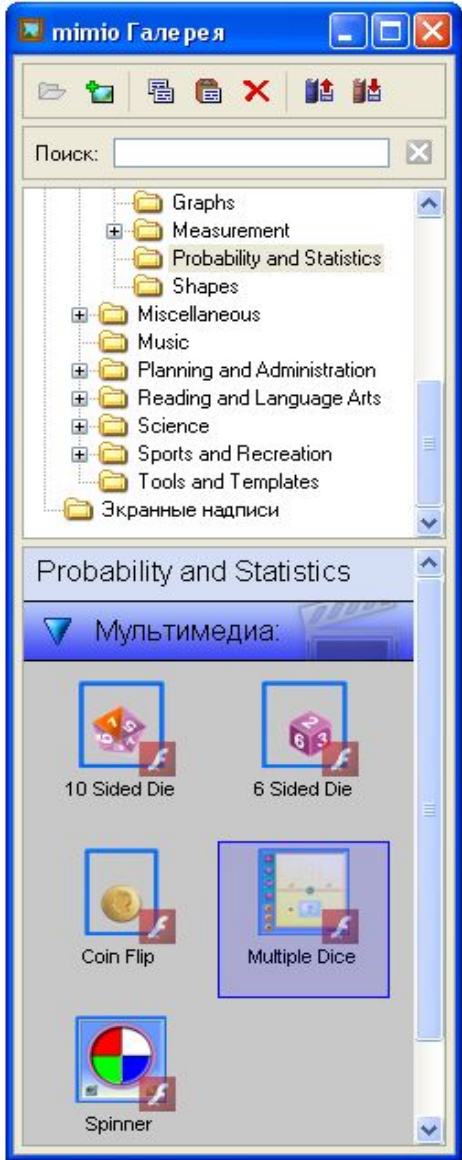 mimio Галерея
Поиск:
Graphs
Measurement
Probability and Statistics
Shapes
Miscellaneous
Music
Planning and Administration
Reading and Language Arts
Science
Sports and Recreation
Tools and Templates
Экранные надписи
Probability and Statistics
Мультимедиа:
10 Sided Die
6 Sided Die
Coin Flip
Multiple Dice
Spinner